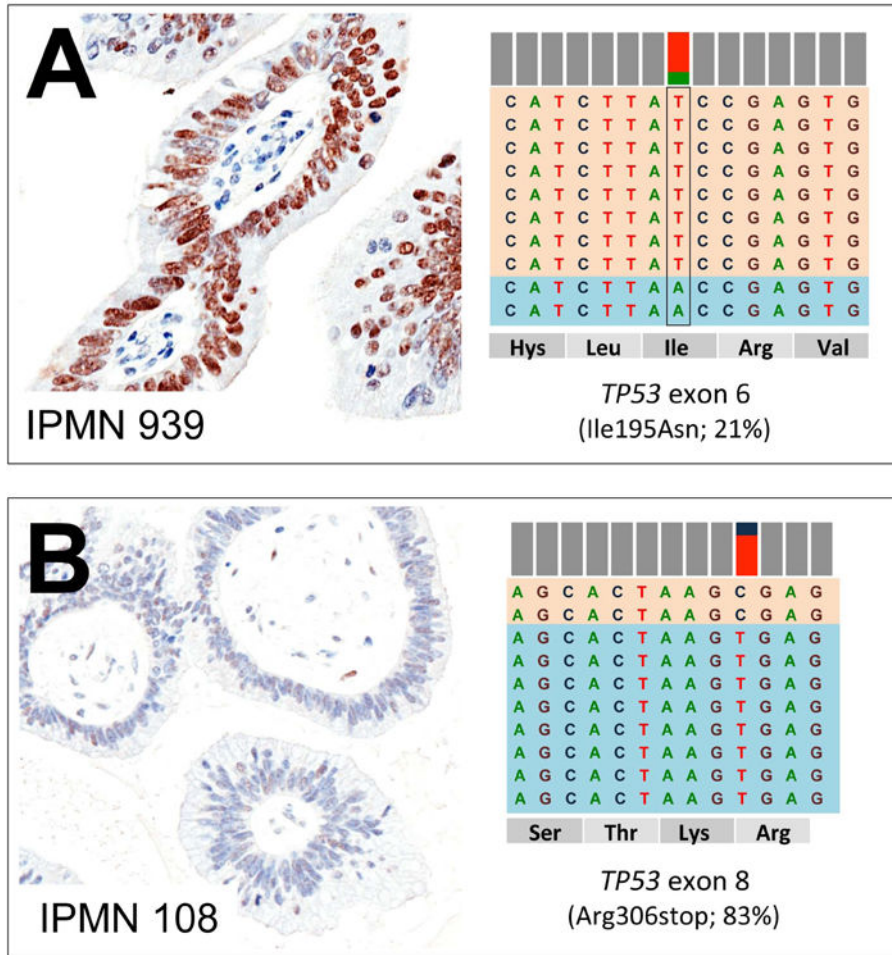 A
IPMN 939
C A T C T T A T C C G A G T G
C A T C T T A T C C G A G T G
C A T C T T A T C C G A G T G
C A T C T T A T C C G A G T G
C A T C T T A T C C G A G T G
C A T C T T A T C C G A G T G
C A T C T T A T C C G A G T G
C A T C T T A T C C G A G T G
C A T C T T A A C C G A G T G
C A T C T T A A C C G A G T G
Hys Leu Ile Arg Val
TP53 exon 6
(Ile195Asn; 21%)
B
IPMN 108
A G C A C T A A G C G A G
A G C A C T A A G C G A G
A G C A C T A A G T G A G
A G C A C T A A G T G A G
A G C A C T A A G T G A G
A G C A C T A A G T G A G
A G C A C T A A G T G A G
A G C A C T A A G T G A G
A G C A C T A A G T G A G
A G C A C T A A G T G A G
Ser Thr Lys Arg
TP53 exon 8
(Arg306stop; 83%)